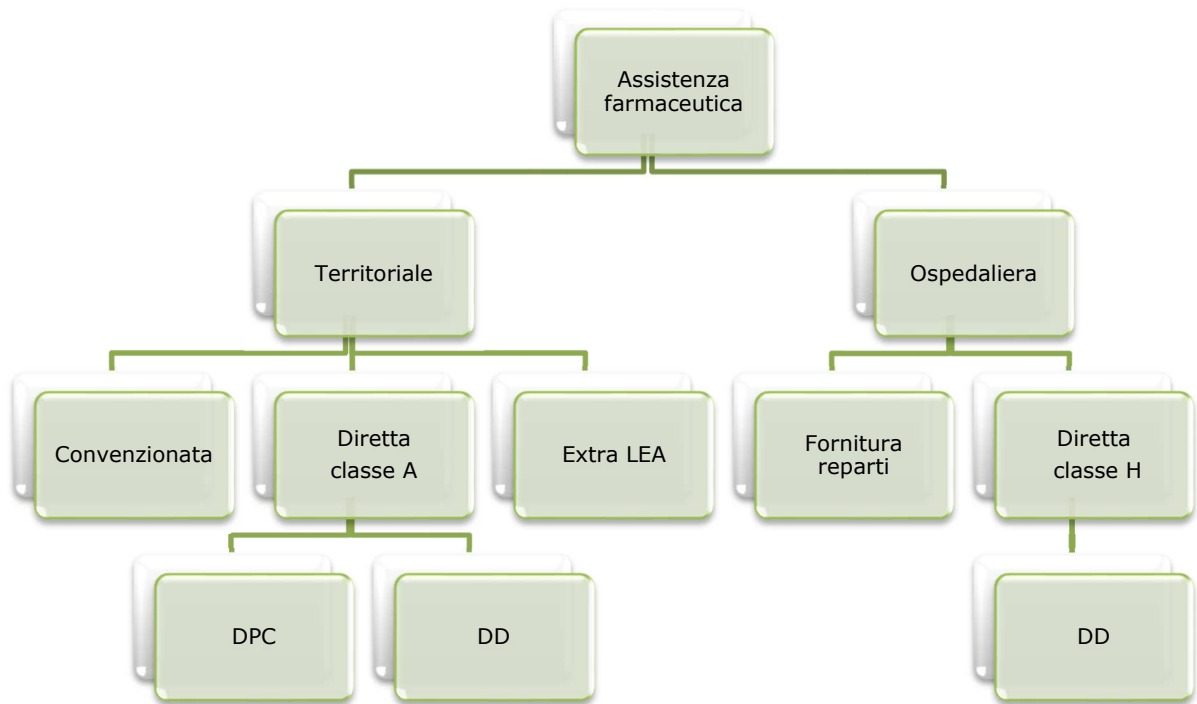 Assistenza
farmaceutica
Territoriale
Ospedaliera
Convenzionata
Diretta
classe A
Extra LEA
Fornitura
reparti
Diretta
classe H
DPC
DD
DD